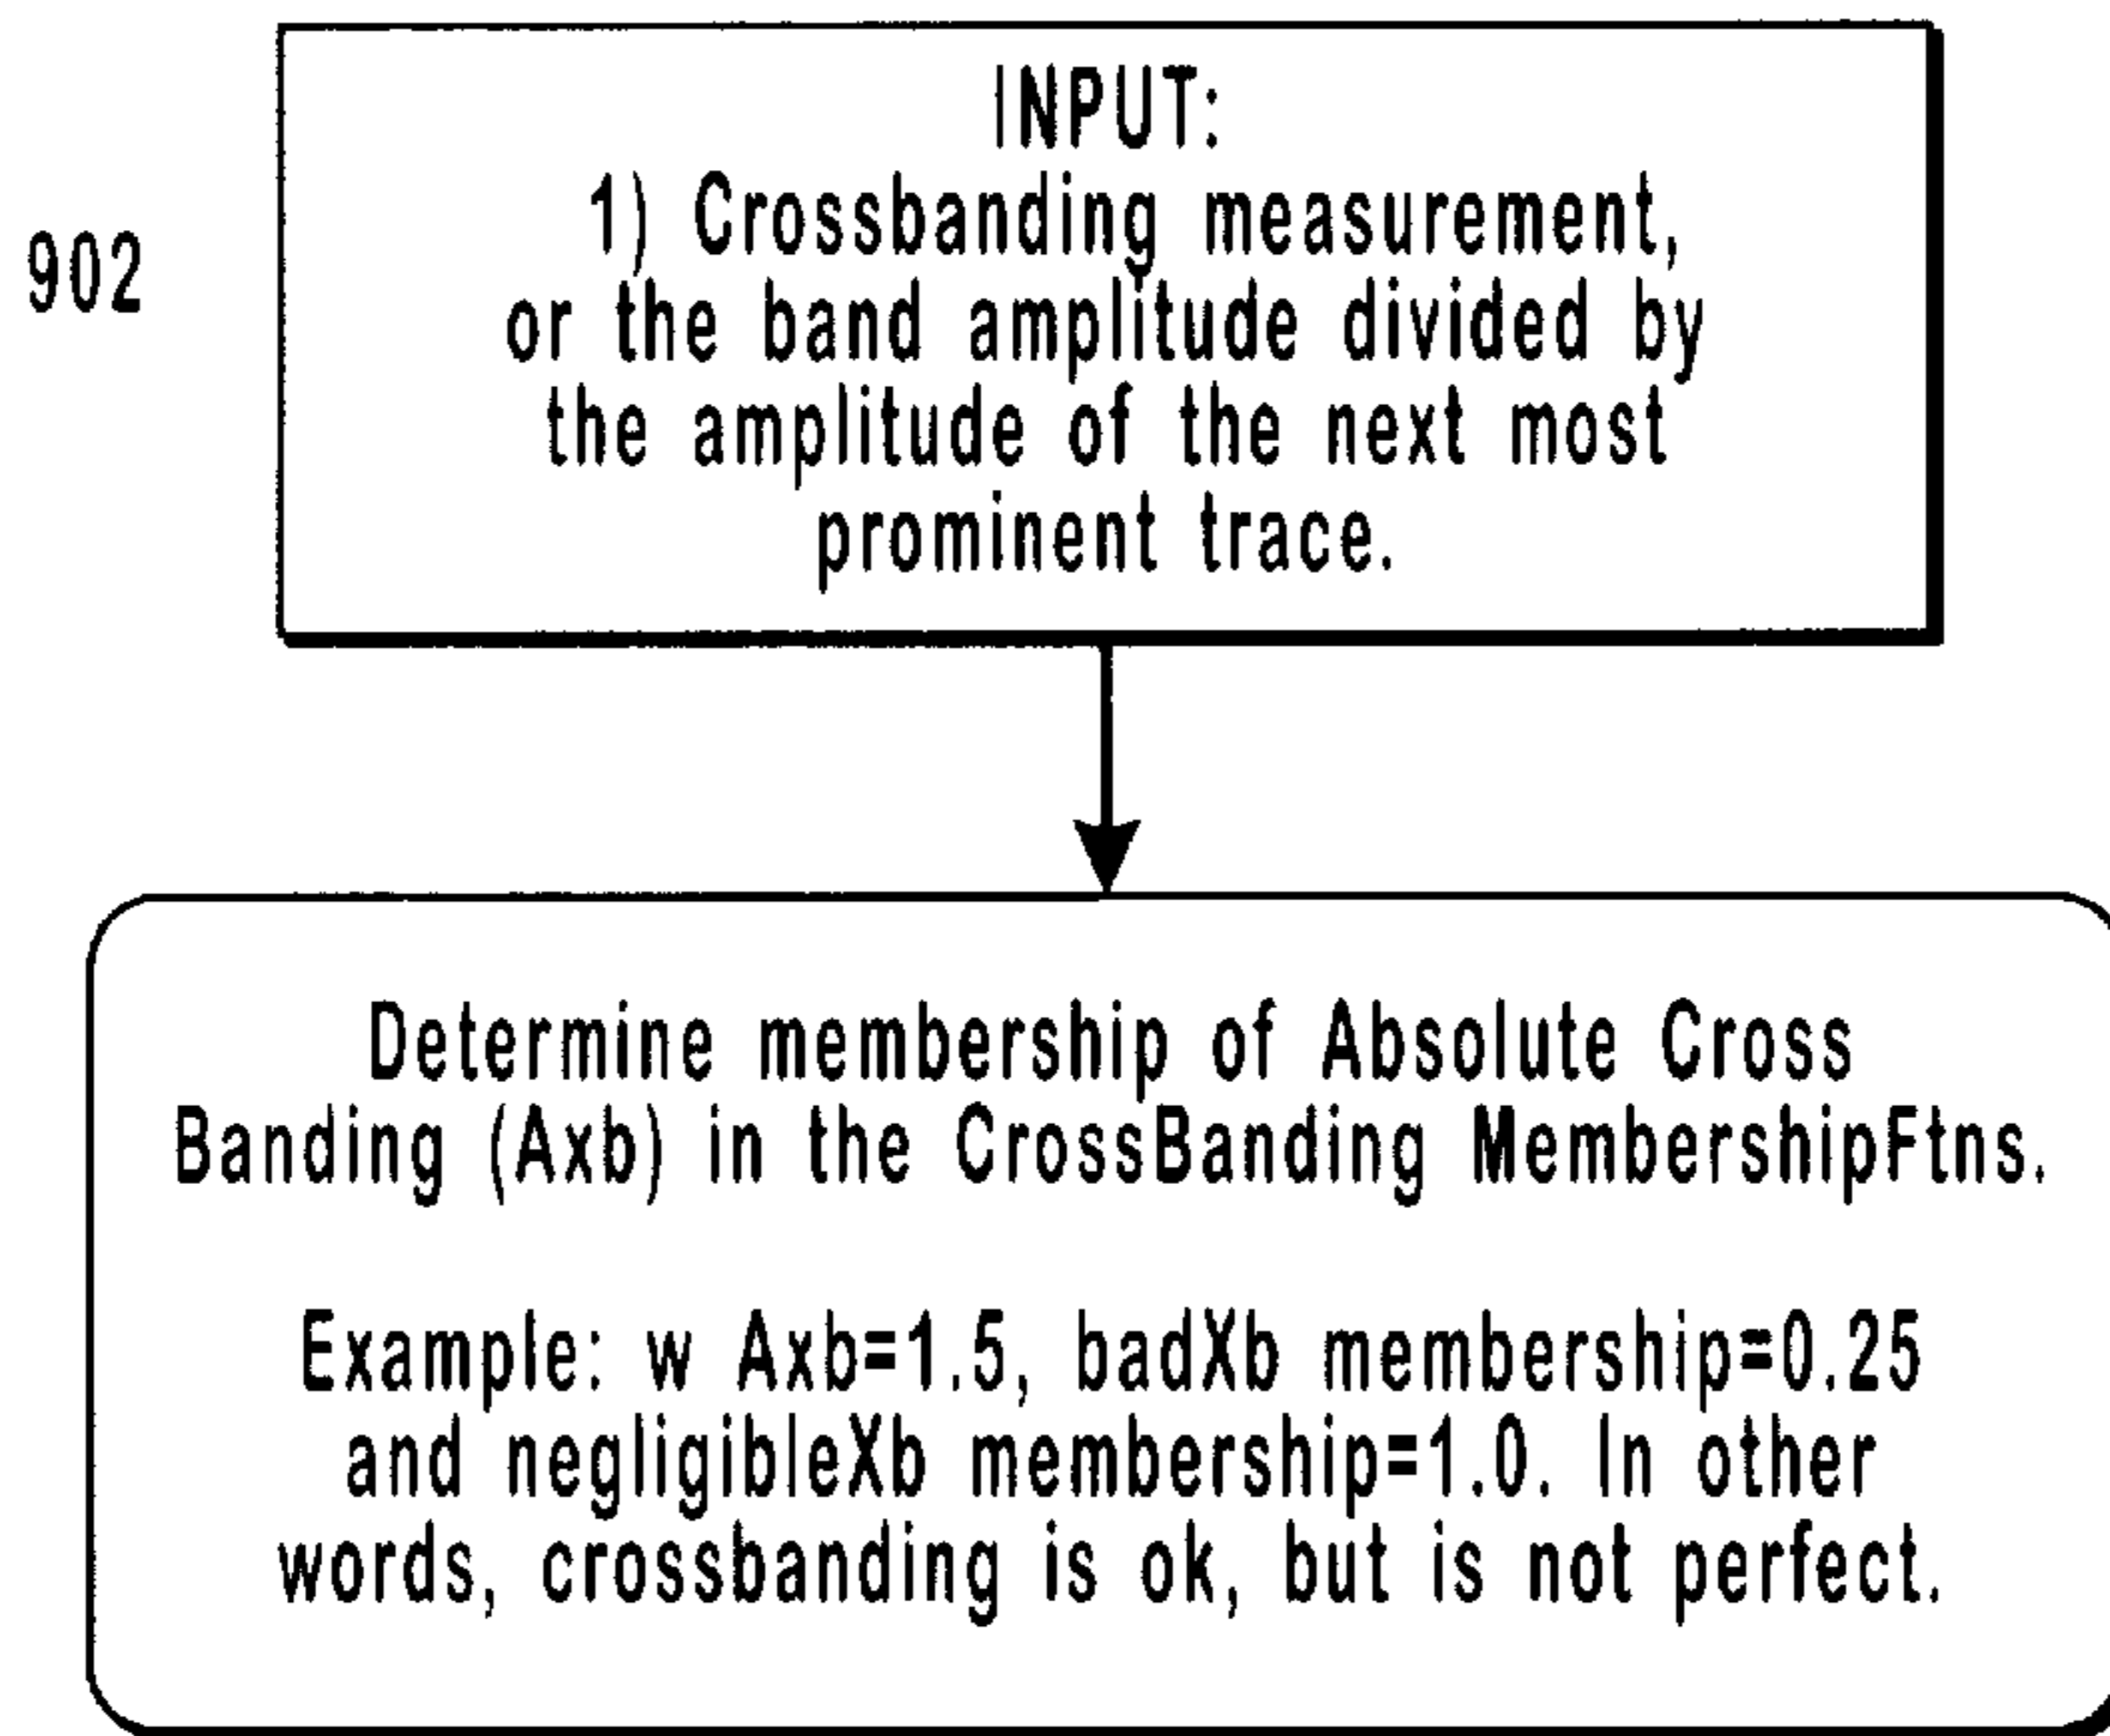 INPUT:
902
1) Crossbanding measurement,
or the band amplitude divided by
the amplitude of the next most
prominent trace.
Determine membership of Absolute Cross
Banding (Axb) in the CrossBanding MembershipFtns.
Example: w Axb=1.5, badXb membership=0.25
and negligibleXb membership=1.0. In other
words, crossbanding is ok, but is not perfect.